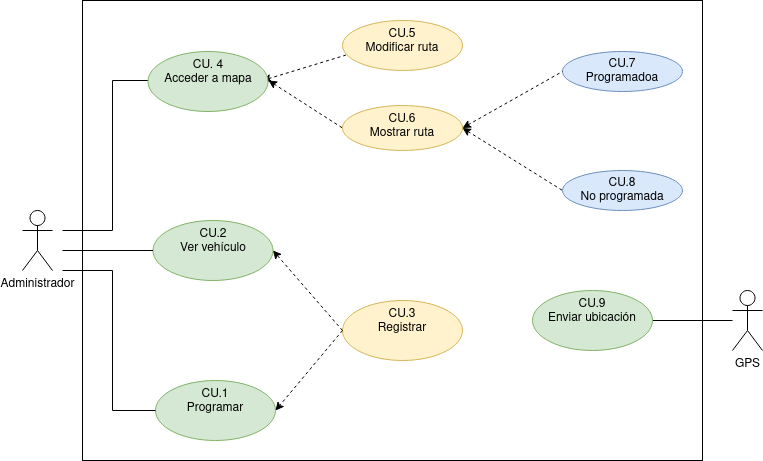 CU.5
Modificar ruta
CU. 4
Acceder a mapa
CU.7
Programadoa
CU.6
Mostrar ruta
CU.8
No programada
CU.2
Ver vehículo
Administrador
CU.3
Registrar
CU.9
Enviar ubicación
GPS
CU.1
Programar